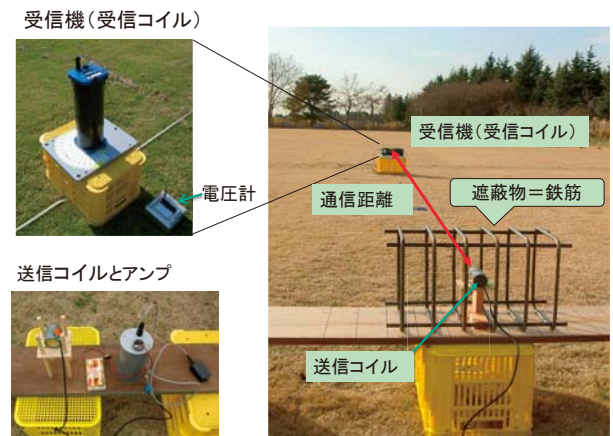 受信機（受信コイル）
電圧計
送信コイルとアンプ
受信機（受信コイル）
通信距離
遮蔽物＝鉄筋
送信コイル